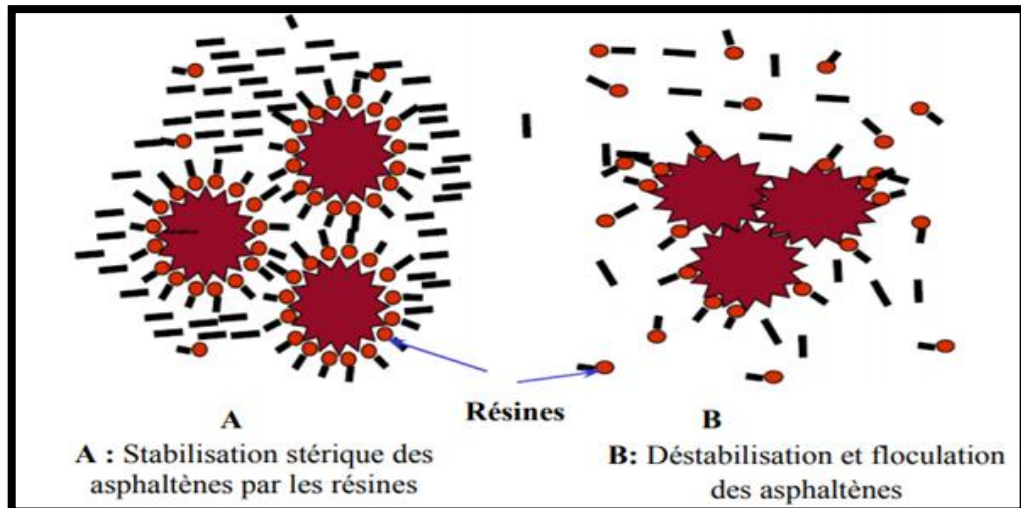 Résines
A
B
A : Stabilisation stérique des
asphaltènes par les résines
B: Déstabilisation et floculation
des asphaltènes